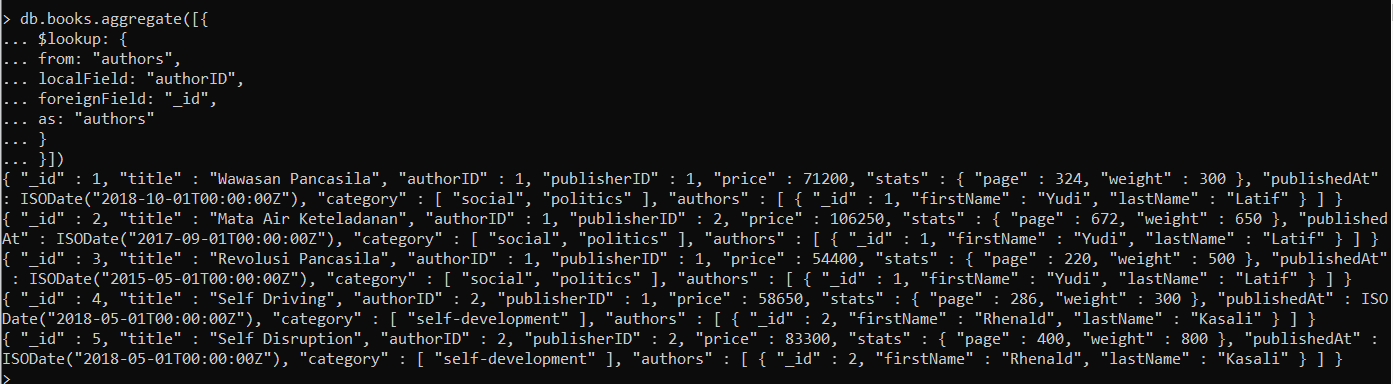 > db.books.aggregate([{
... $lookup: {
... from: "authors",
... localField: "authorID",
... foreignField: "_id",
... as: "authors"
... }
... }])
{ "_id" : 1, "title" : "Wawasan Pancasila", "authorID" : 1, "publisherID" : 1, "price" : 71200, "stats" : { "page" : 324, "weight" : 300 }, "publishedAt"
: ISODate("2018-10-01T00:00:00Z"), "category" : [ "social", "politics" ], "authors" : [ { "_id" : 1, "firstName" : "Yudi", "lastName" : "Latif" } ] }
{ "_id" : 2, "title" : "Mata Air Keteladanan", "authorID" : 1, "publisherID" : 2, "price" : 106250, "stats" : { "page" : 672, "weight" : 650 }, "published
At" : ISODate("2017-09-01T00:00:00Z"), "category" : [ "social", "politics" ], "authors" : [ { "_id" : 1, "firstName" : "Yudi", "lastName" : "Latif" } ] }
{ "_id" : 3, "title" : "Revolusi Pancasila", "authorID" : 1, "publisherID" : 1, "price" : 54400, "stats" : { "page" : 220, "weight" : 500 }, "publishedAt"
: ISODate("2015-05-01T00:00:00Z"), "category" : [ "social", "politics" ], "authors" : [ { "_id" : 1, "firstName" : "Yudi", "lastName" : "Latif" } ] }
{ "_id" : 4, "title" : "Self Driving", "authorID" : 2, "publisherID" : 1, "price" : 58650, "stats" : { "page" : 286, "weight" : 300 }, "publishedAt" : ISO
Date("2018-05-01T00:00:00Z"), "category" : [ "self-development" ], "authors" : [ { "_id" : 2, "firstName" : "Rhenald", "lastName" : "Kasali" } ] }
{ "_id" : 5, "title" : "Self Disruption", "authorID" : 2, "publisherID" : 2, "price" : 83300, "stats" : { "page" : 400, "weight" : 800 }, "publishedAt" :
ISODate("2018-05-01T00:00:00Z"), "category" : [ "self-development" ], "authors" : [ { "_id" : 2, "firstName" : "Rhenald", "lastName" : "Kasali" } ] }
>